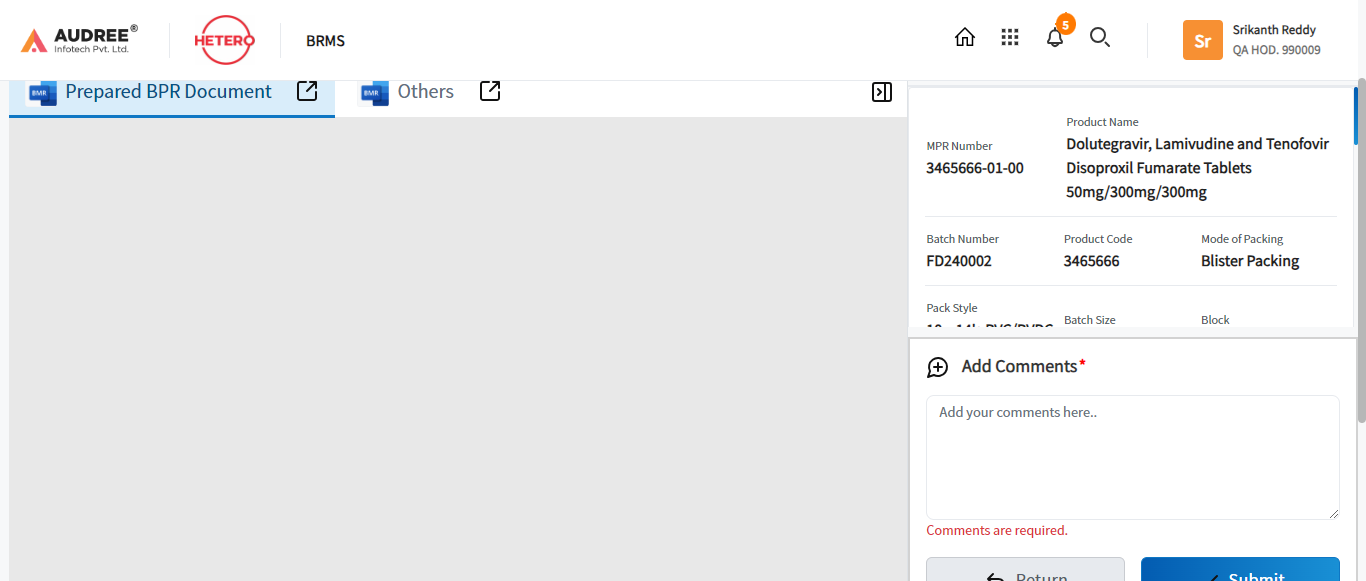 AUDREE®
Infotech Pvt. Ltd.
HETERO
BRMS
5
Sr
Srikanth Reddy
QA HOD. 990009
BMR
Prepared BPR Document
BMR
Others
MPR Number
3465666-01-00
Product Name
Dolutegravir, Lamivudine and Tenofovir
Disoproxil Fumarate Tablets
50mg/300mg/300mg
Batch Number
FD240002
Product Code
3465666
Mode of Packing
Blister Packing
Pack Style
Batch Size
Block
Add Comments*
Add your comments here..
Comments are required.
Return
Submit